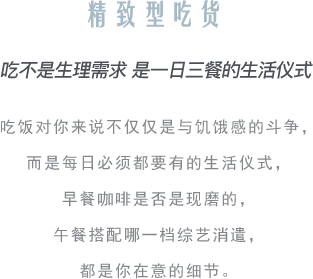 精致型吃货
吃不是生理需求 是一日三餐的生活仪式
吃饭对你来说不仅仅是与饥饿感的斗争，
而是每日必须都要有的生活仪式，
早餐咖啡是否是现磨的，
午餐搭配哪一档综艺消遣，
都是你在意的细节。